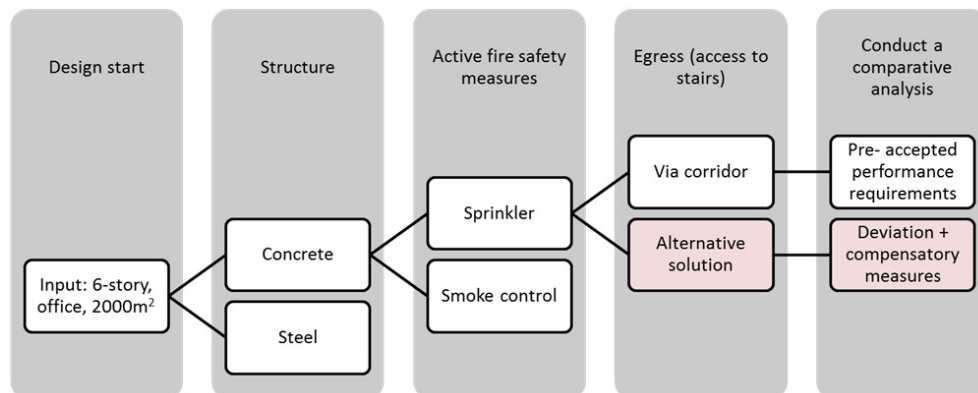 Design start
Structure
Active fire safety
measures
Egress (access to
stairs)
Conduct a
comparative
analysis
Input: 6-story,
office, 2000m²
Concrete
Steel
Sprinkler
Smoke control
Via corridor
Alternative
solution
Pre- accepted
performance
requirements
Deviation +
compensatory
measures